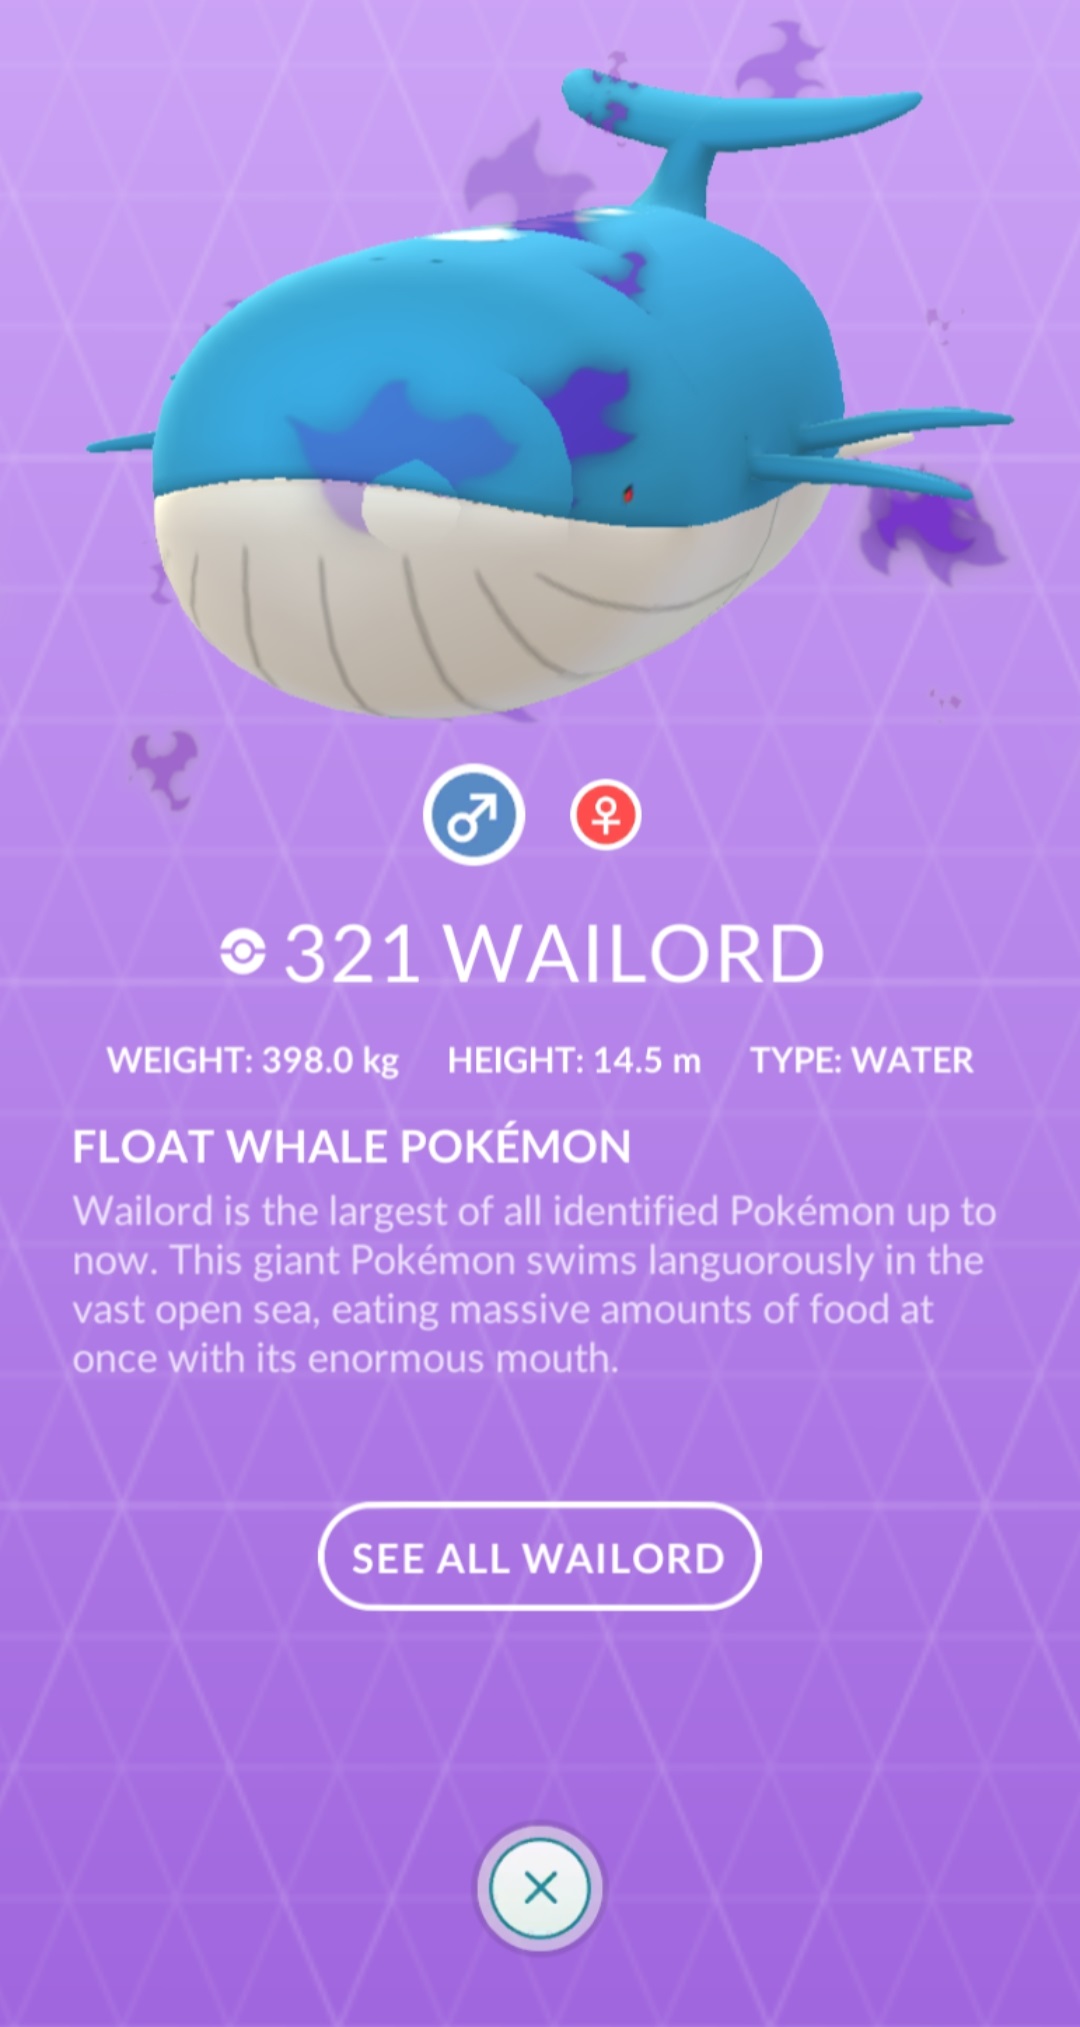 321 WAILORD
WEIGHT: 398.0 kg HEIGHT: 14.5 m TYPE: WATER
FLOAT WHALE POKÉMON
Wailord is the largest of all identified Pokémon up to
now. This giant Pokémon swims languorously in the
vast open sea, eating massive amounts of food at
once with its enormous mouth.
SEE ALL WAILORD